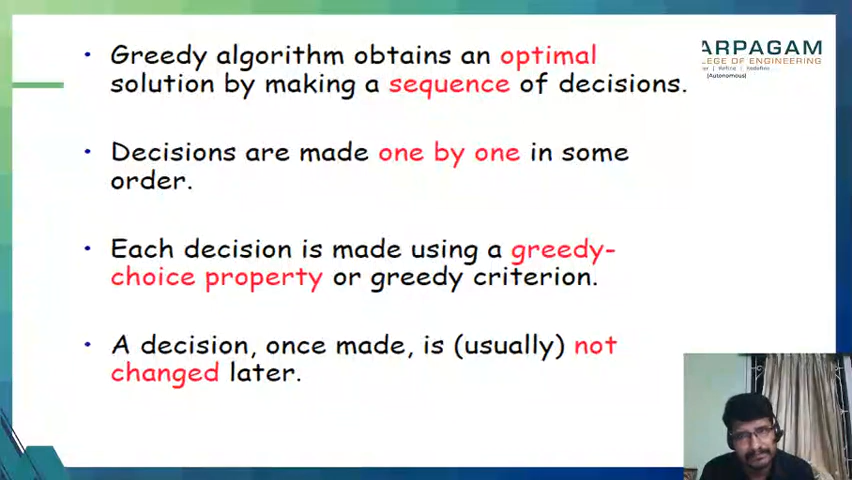 • Greedy algorithm obtains an optimal
solution by making a sequence of decisions.
• Decisions are made one by one in some
order.
• Each decision is made using a greedy-
choice property or greedy criterion.
• A decision, once made, is (usually) not
changed later.
ARPAGAM
LEGE OF ENGINEERING
(Autonomous)